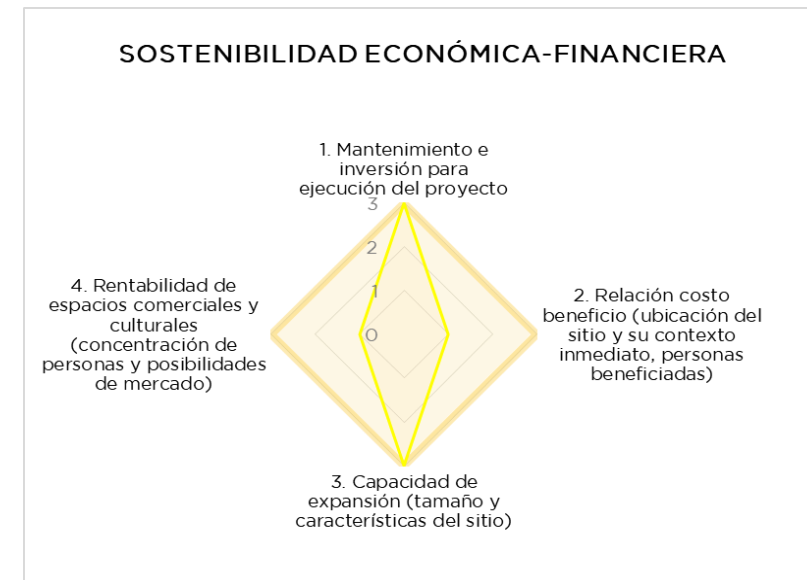 SOSTENIBILIDAD ECONÓMICA-FINANCIERA
1. Mantenimiento e
inversión para
ejecución del proyecto
3
2
1
0
2. Relación costo
beneficio (ubicación del
sitio y su contexto
inmediato, personas
beneficiadas)
3. Capacidad de
expansión (tamaño y
características del sitio)
4. Rentabilidad de
espacios comerciales y
culturales
(concentración de
personas y posibilidades
de mercado)